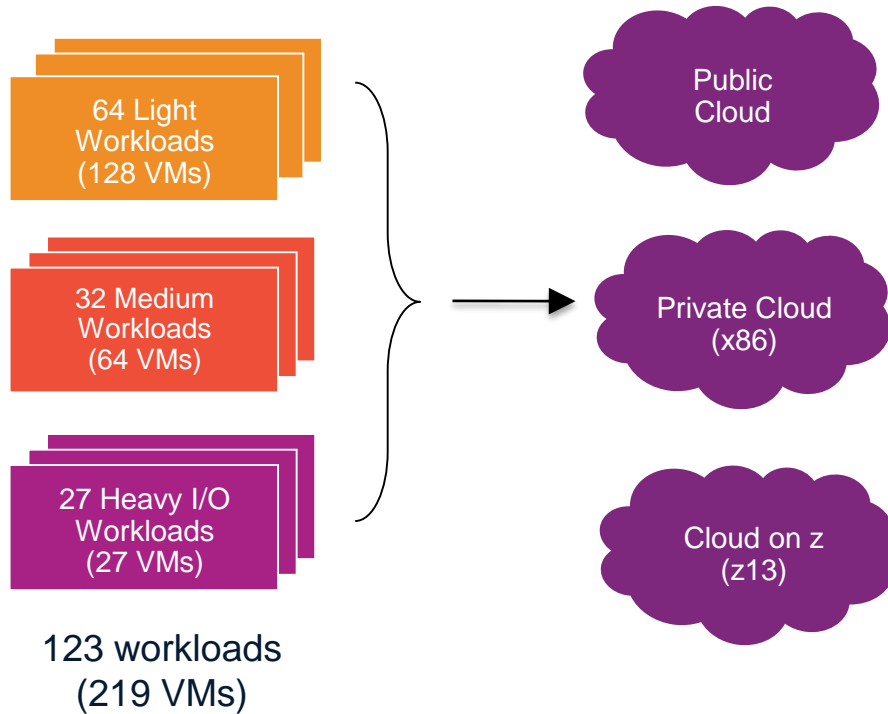 64 Light
Workloads
(128 VMs)
32 Medium
Workloads
(64 VMs)
27 Heavy I/O
Workloads
(27 VMs)
123 workloads
(219 VMs)
Public
Cloud
Private Cloud
(x86)
Cloud on z
(z13)